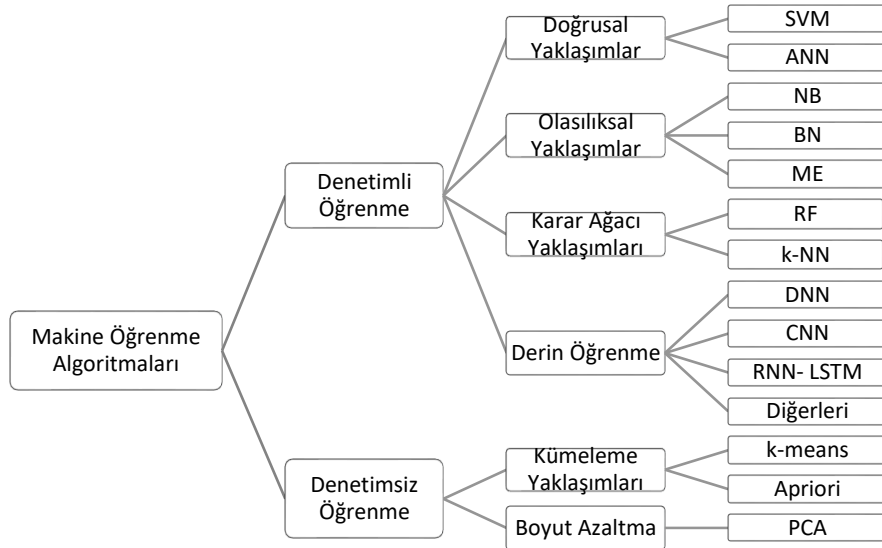 Makine Öğrenme
Algoritmaları
Denetimli
Öğrenme
Doğrusal
Yaklaşımlar
SVM
ANN
Olasılıksal
Yaklaşımlar
NB
BN
ME
Karar Ağacı
Yaklaşımları
RF
k-NN
Derin Öğrenme
DNN
CNN
RNN- LSTM
Diğerleri
Denetimsiz
Öğrenme
Kümeleme
Yaklaşımları
k-means
Apriori
Boyut Azaltma
PCA